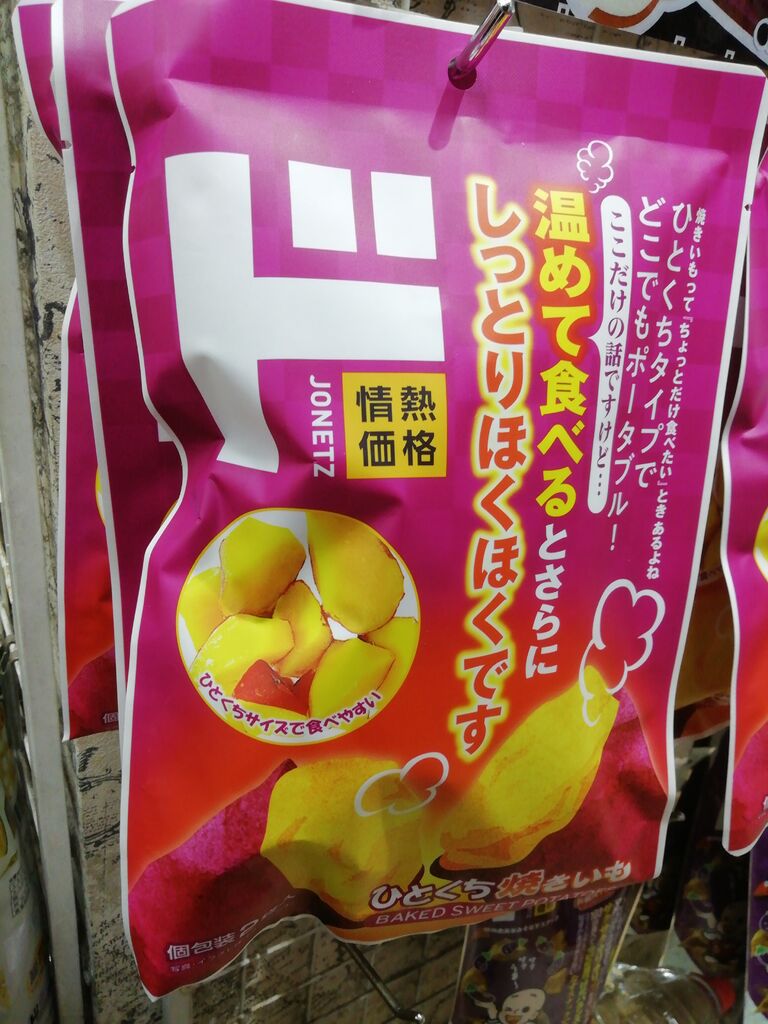 焼きいもって『ちょっとだけ食べたい』ときあるよね
ひとくちタイプで
どこでもポータブル!
ここだけの話ですけど…
温めて食べるとさらに
しっとりほくほくです
ド
情熱
価格
JONETZ
ひとくちサイズで食べやすい
ひとくち焼きいも
BAKED SWEET
個包装